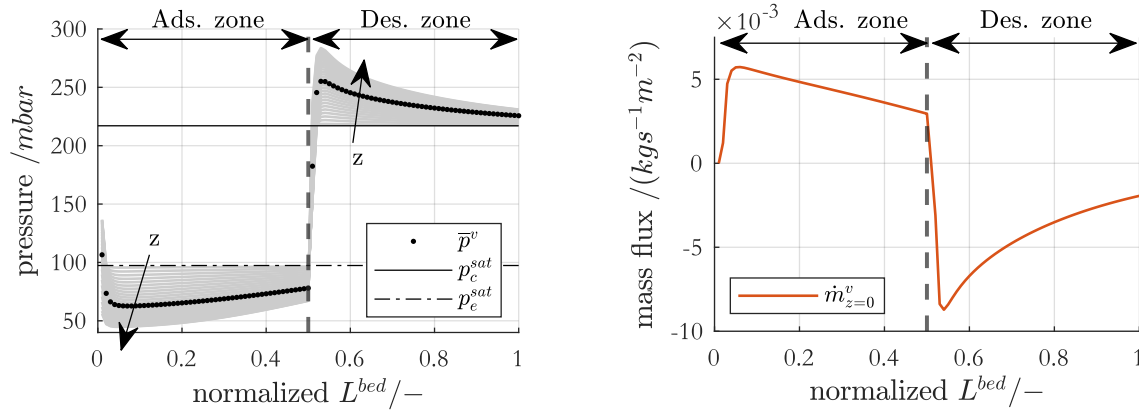 Ads. zone
Des. zone
300
250
200
150
100
50
pressure /mbar
z
z
p̅ᵛ
p_c^{sat}
p_e^{sat}
0
0.2
0.4
0.6
0.8
1
normalized L^{bed}/−
×10⁻³
Ads. zone
Des. zone
5
0
-5
-10
mass flux /(kgs⁻¹m⁻²)
ṁ^v_{z=0}
0
0.2
0.4
0.6
0.8
1
normalized L^{bed}/−